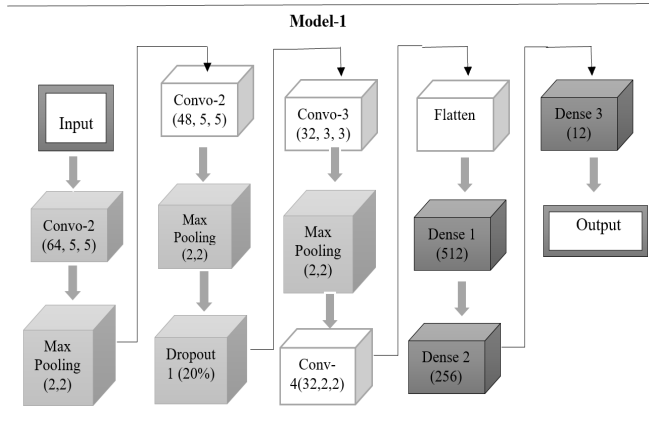 Model-1
Input
Convo-2
(64, 5, 5)
Max
Pooling
(2,2)
Convo-2
(48, 5, 5)
Max
Pooling
(2,2)
Dropout
1 (20%)
Convo-3
(32, 3, 3)
Max
Pooling
(2,2)
Conv-
4(32,2,2)
Flatten
Dense 1
(512)
Dense 2
(256)
Dense 3
(12)
Output